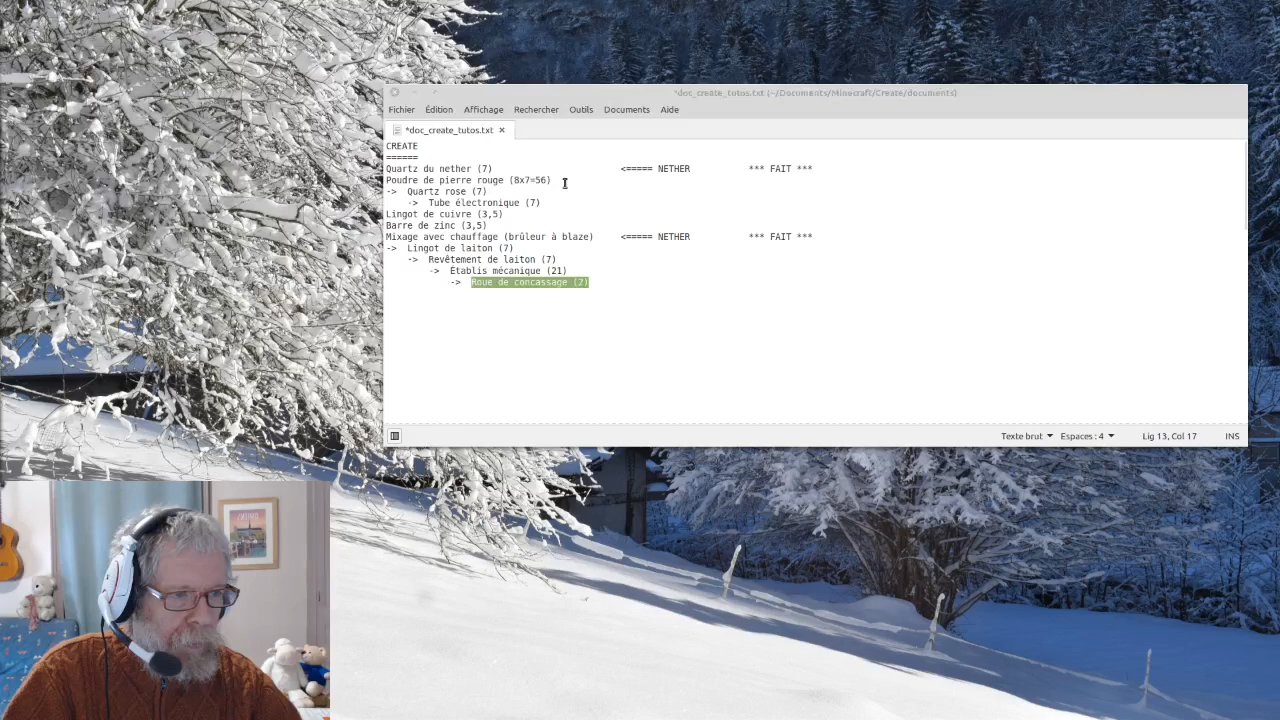 *doc_create_tutos.txt (~/Documents/Minecraft/Create/documents)
Fichier Édition Affichage Rechercher Outils Documents Aide
*doc_create_tutos.txt
CREATE
======
Quartz du nether (7) <===== NETHER *** FAIT ***
Poudre de pierre rouge (8x7=56)
-> Quartz rose (7)
-> Tube électronique (7)
Lingot de cuivre (3,5)
Barre de zinc (3,5)
Mixage avec chauffage (brûleur à blaze) <===== NETHER *** FAIT ***
-> Lingot de laiton (7)
-> Revêtement de laiton (7)
-> Établis mécanique (21)
-> Roue de concassage (2)
Texte brut Espaces : 4 Lig 13, Col 17 INS